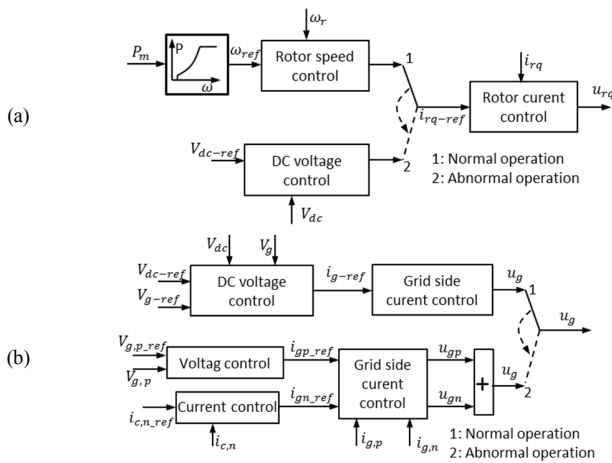 (a)
P_m
P
ω
ω_ref
ω_r
Rotor speed
control
1
i_rq
i_rq−ref
Rotor curent
control
u_rq
V_dc−ref
DC voltage
control
V_dc
2
1: Normal operation
2: Abnormal operation
(b)
V_dc
V_g
V_dc−ref
V_g−ref
DC voltage
control
i_g−ref
Grid side
curent control
u_g
1
u_g
V_g,p_ref
V_g,p
Voltag control
i_gp_ref
i_c,n_ref
Current control
i_c,n
i_gn_ref
Grid side
curent
control
i_g,p
i_g,n
u_gp
u_gn
+
u_g
2
1: Normal operation
2: Abnormal operation